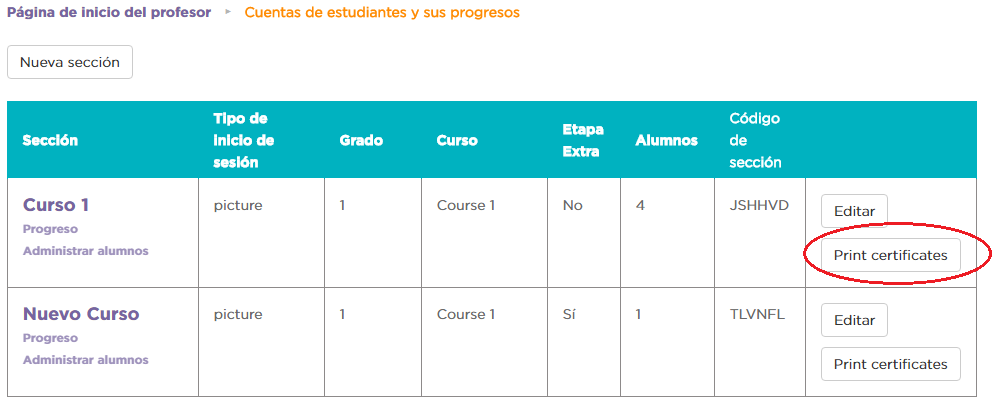 Página de inicio del profesor ▸ Cuentas de estudiantes y sus progresos
Nueva sección
Sección
Tipo de inicio de sesión
Grado
Curso
Etapa Extra
Alumnos
Código de sección
Curso 1
Progreso
Administrar alumnos
picture
1
Course 1
No
4
JSHHVD
Editar
Print certificates
Nuevo Curso
Progreso
Administrar alumnos
picture
1
Course 1
Sí
1
TLVNFL
Editar
Print certificates